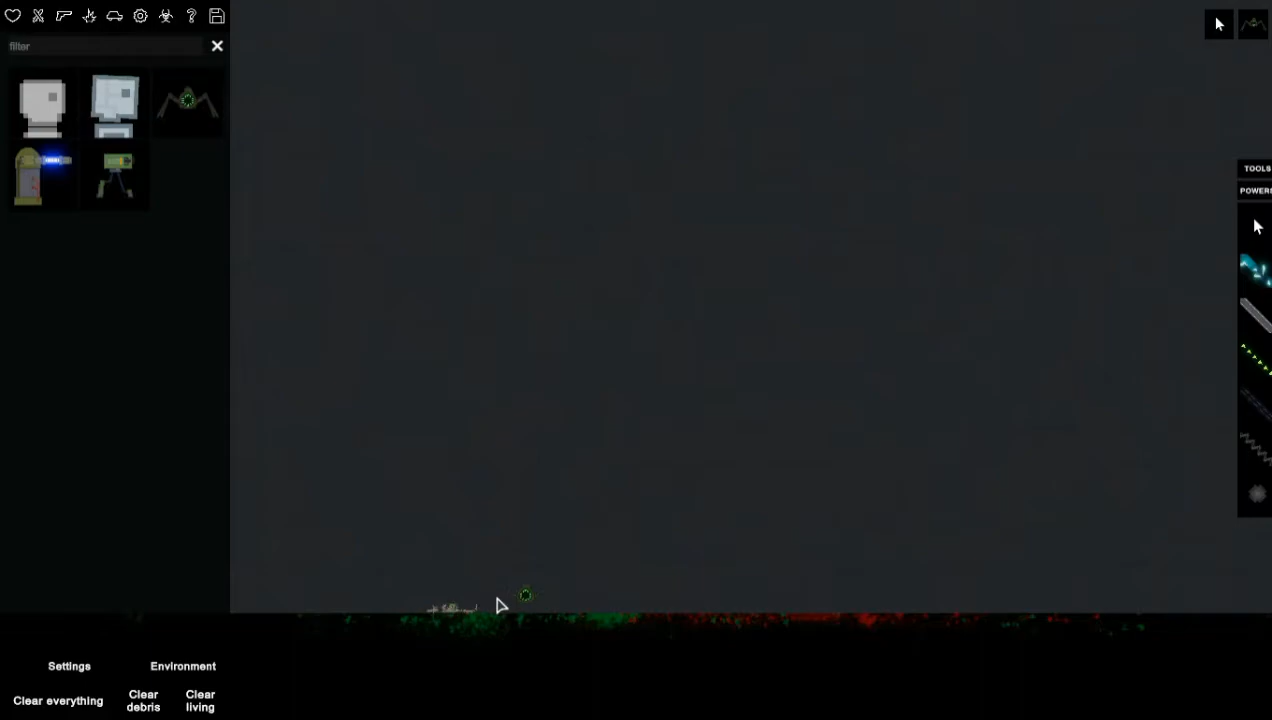 filter
TOOLS
POWERS
Settings
Environment
Clear everything
Clear debris
Clear living